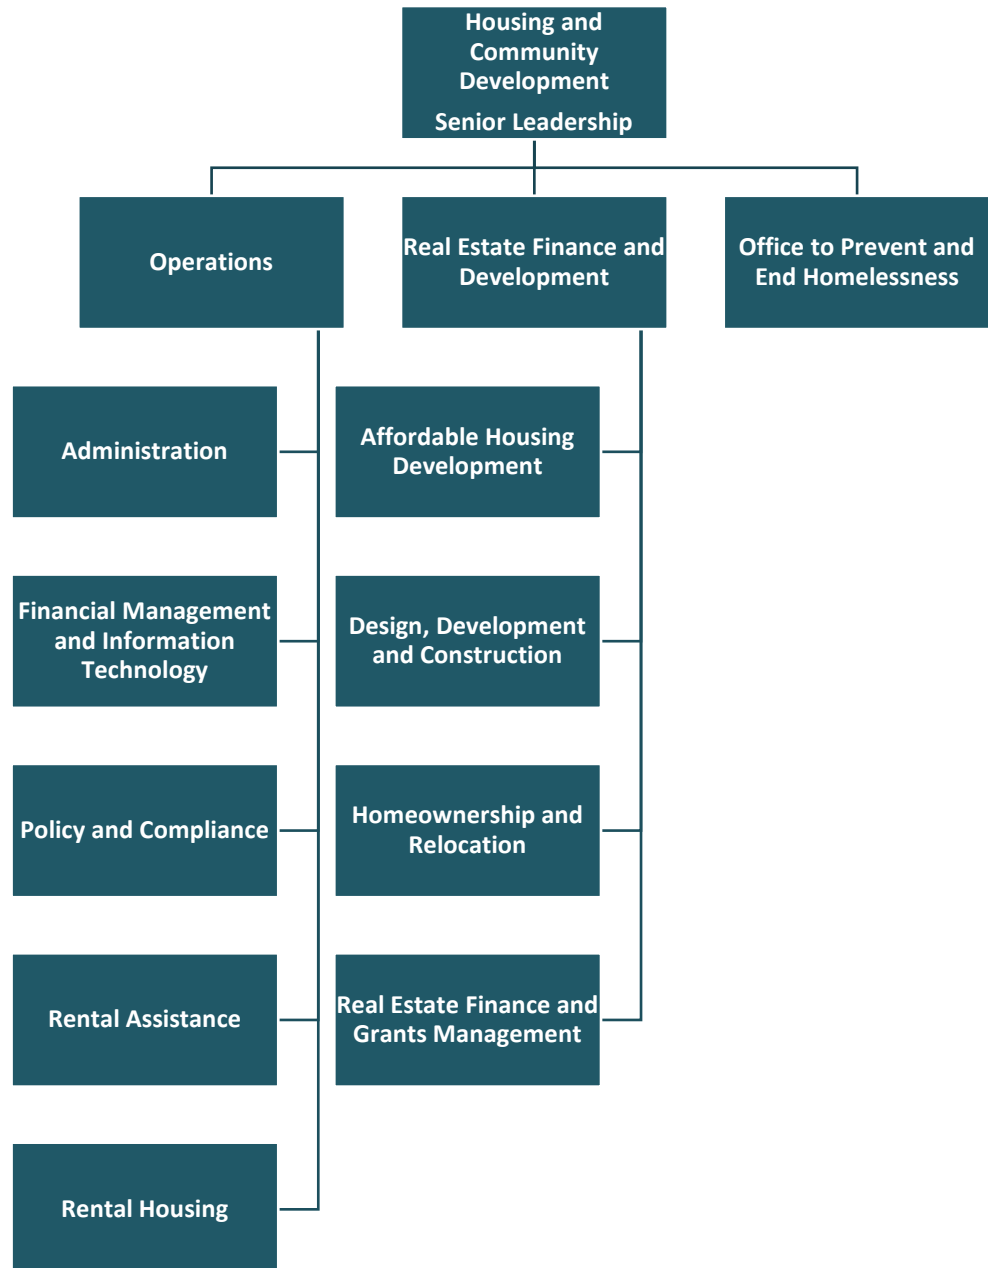 Housing and
Community
Development
Senior Leadership
Operations
Real Estate Finance and
Development
Office to Prevent and
End Homelessness
Administration
Affordable Housing
Development
Financial Management
and Information
Technology
Design, Development
and Construction
Policy and Compliance
Homeownership and
Relocation
Rental Assistance
Real Estate Finance and
Grants Management
Rental Housing